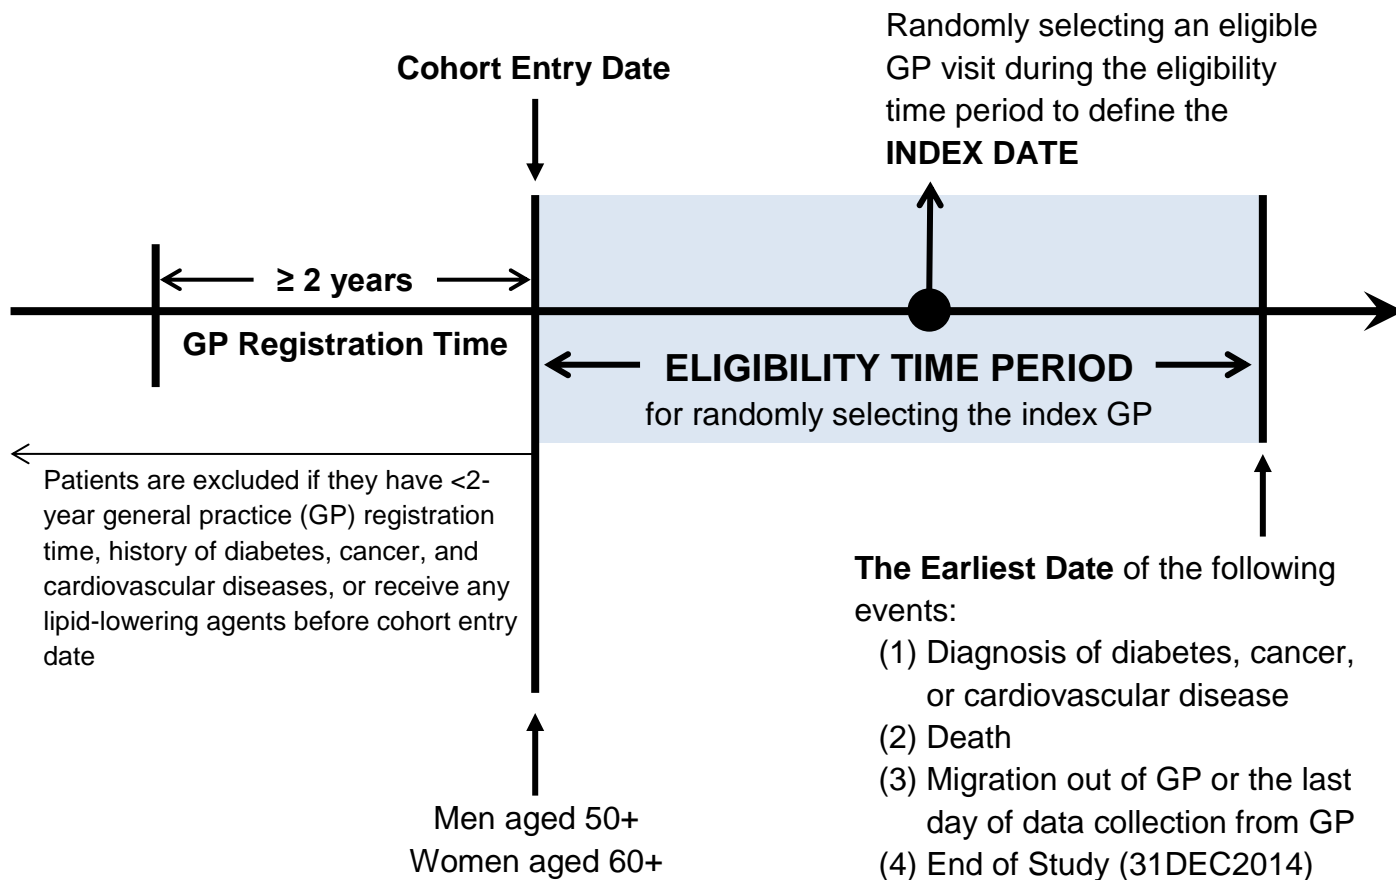 Randomly selecting an eligible
GP visit during the eligibility
time period to define the
INDEX DATE
Cohort Entry Date
≥ 2 years
GP Registration Time
ELIGIBILITY TIME PERIOD
for randomly selecting the index GP
Patients are excluded if they have <2-
year general practice (GP) registration
time, history of diabetes, cancer, and
cardiovascular diseases, or receive any
lipid-lowering agents before cohort entry
date
Men aged 50+
Women aged 60+
The Earliest Date of the following
events:
(1) Diagnosis of diabetes, cancer,
or cardiovascular disease
(2) Death
(3) Migration out of GP or the last
day of data collection from GP
(4) End of Study (31DEC2014)